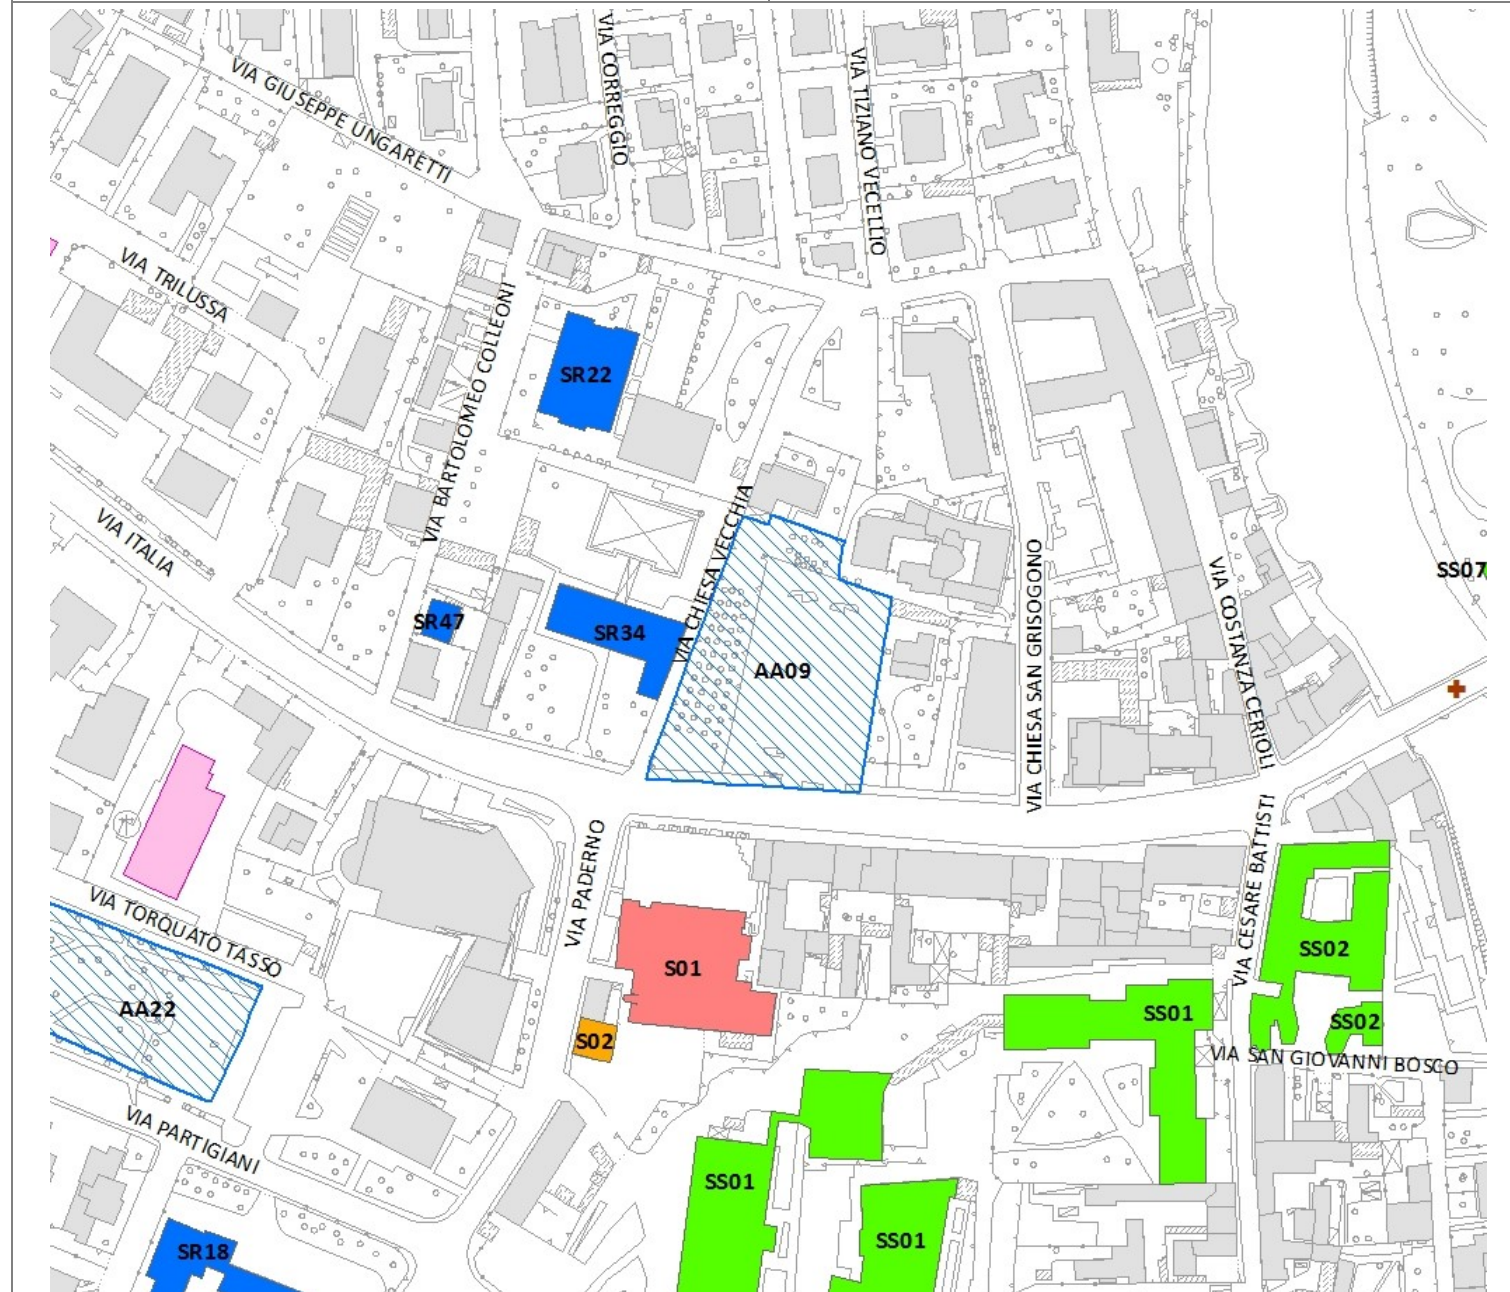 VIA CORREGGIO
VIA TIZIANO VECELLIO
VIA GIUSEPPE UNGARETTI
VIA TRILUSSA
VIA BARTOLOMEO COLLEONI
SR22
VIA ITALIA
VIA CHIESA VECCHIA
VIA CHIESA SAN GRISOGONO
VIA COSTANZA CERIOLI
SS07
SR47
SR34
AA09
VIA PADERNO
VIA CESARE BATTISTI
VIA TORQUATO TASSO
S01
SS02
AA22
SS01
SS02
S02
VIA SAN GIOVANNI BOSCO
VIA PARTIGIANI
SS01
SR18
SS01